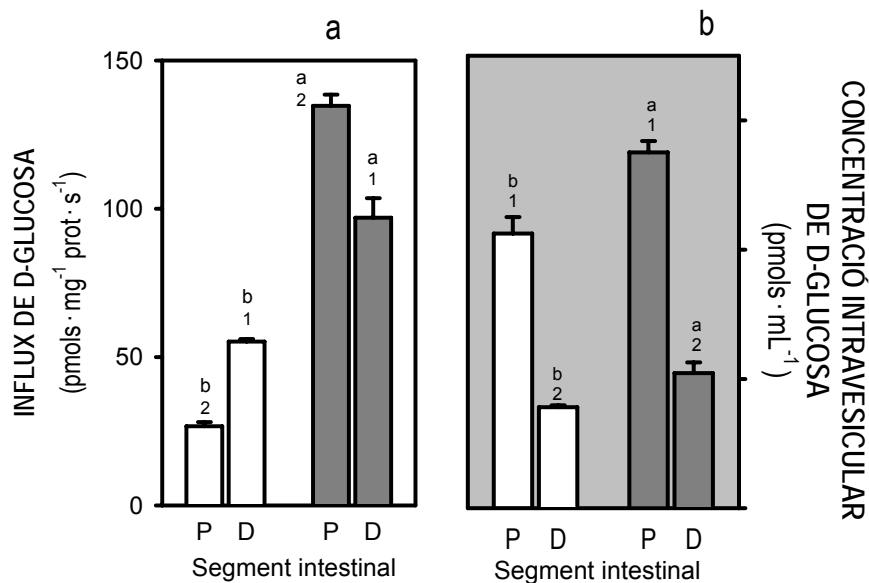 a
b
INFLUX DE D-GLUCOSA
(pmols·mg⁻¹ prot·s⁻¹)
150
100
50
0
b
2
b
1
a
2
a
1
P D P D
Segment intestinal
b
1
b
2
a
1
a
2
P D P D
Segment intestinal
CONCENTRACIÓ INTRAVESICULAR
DE D-GLUCOSA
(pmols·mL⁻¹)